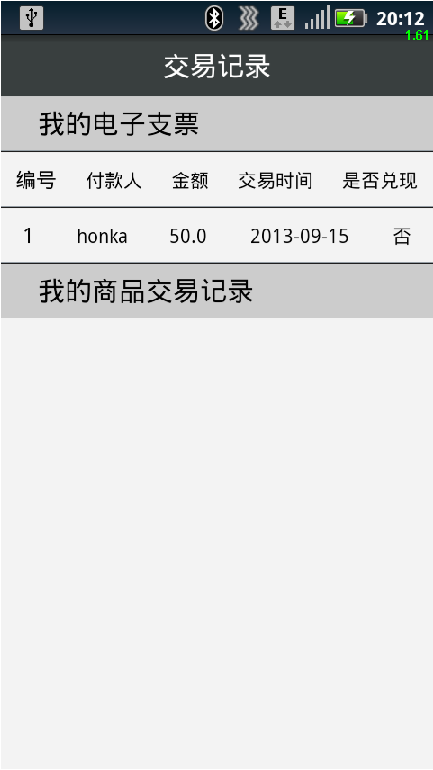 E 20:12
1.61
交易记录
我的电子支票
编号 付款人 金额 交易时间 是否兑现
1 honka 50.0 2013-09-15 否
我的商品交易记录